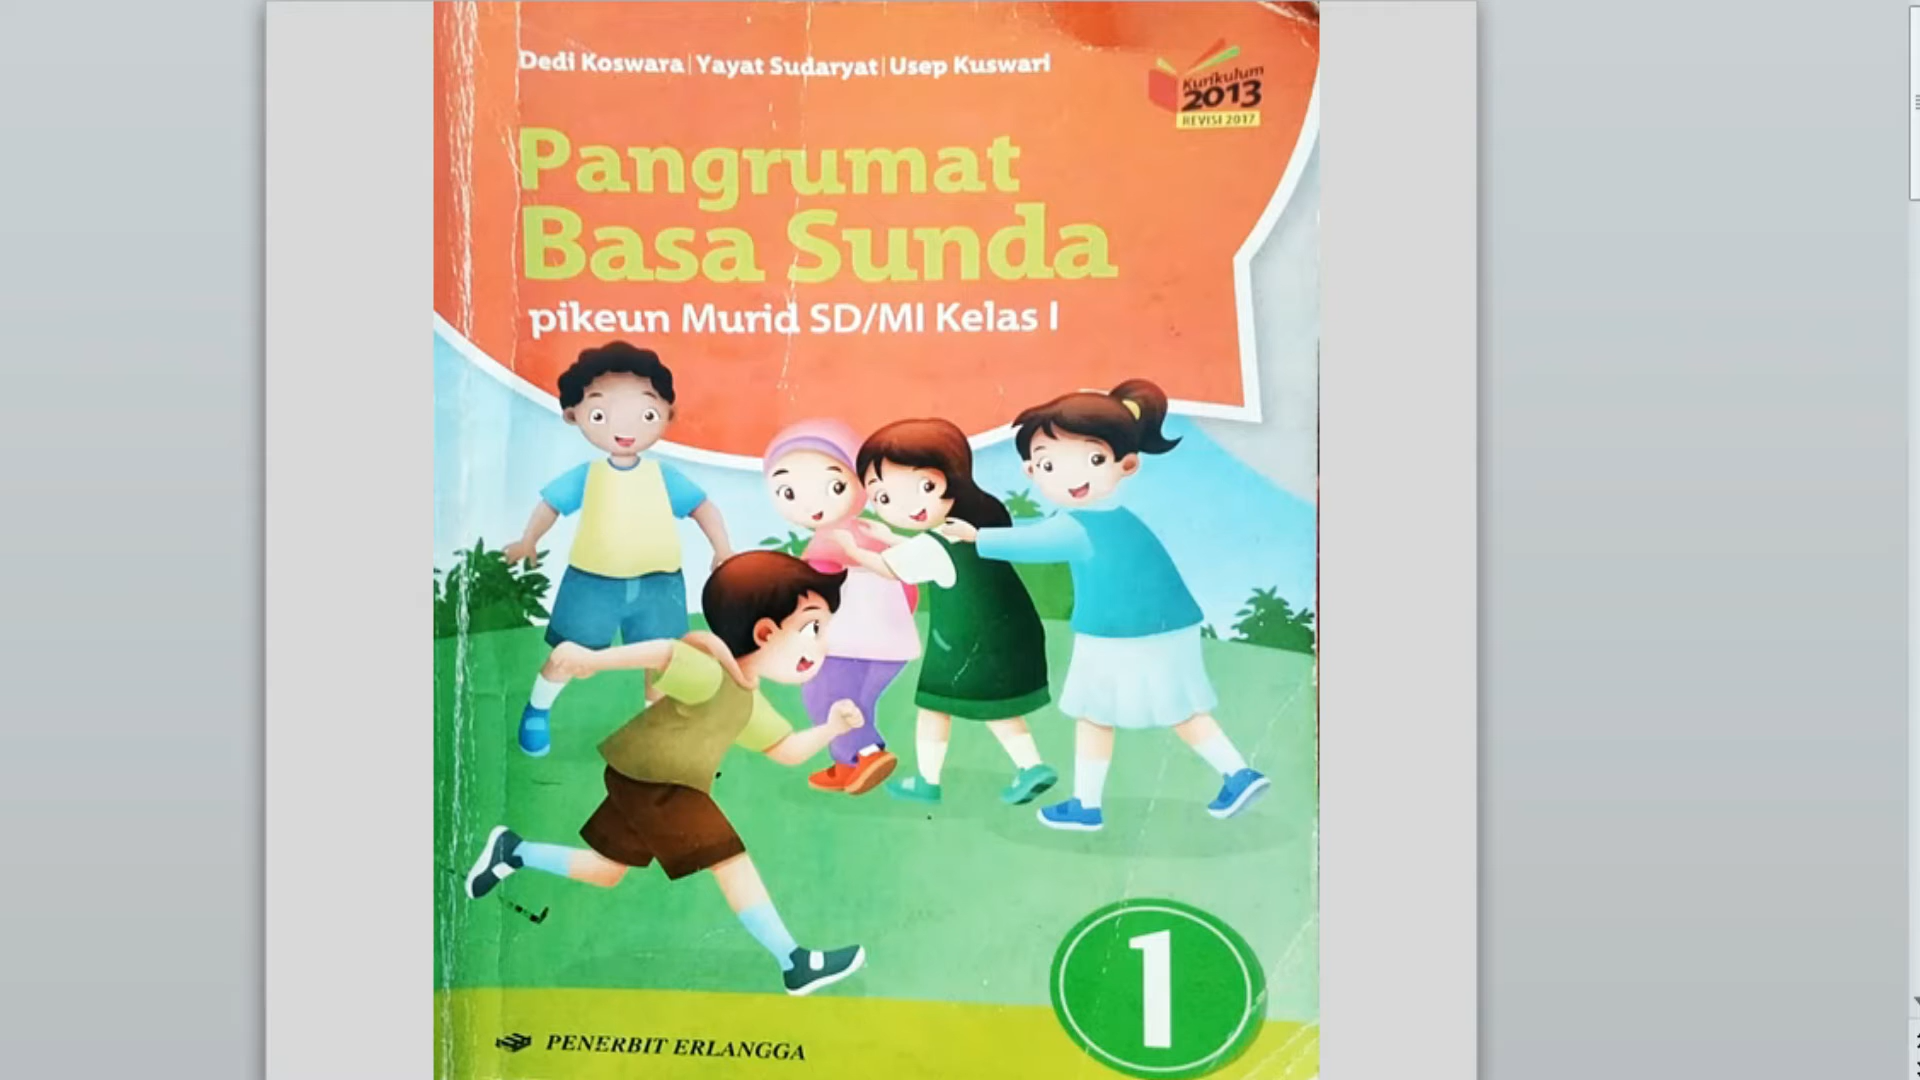 Dedi Koswara | Yayat Sudaryat | Usep Kuswari
Kurikulum
2013
REVISI 2017
Pangrumat
Basa Sunda
pikeun Murid SD/MI Kelas I
1
PENERBIT ERLANGGA